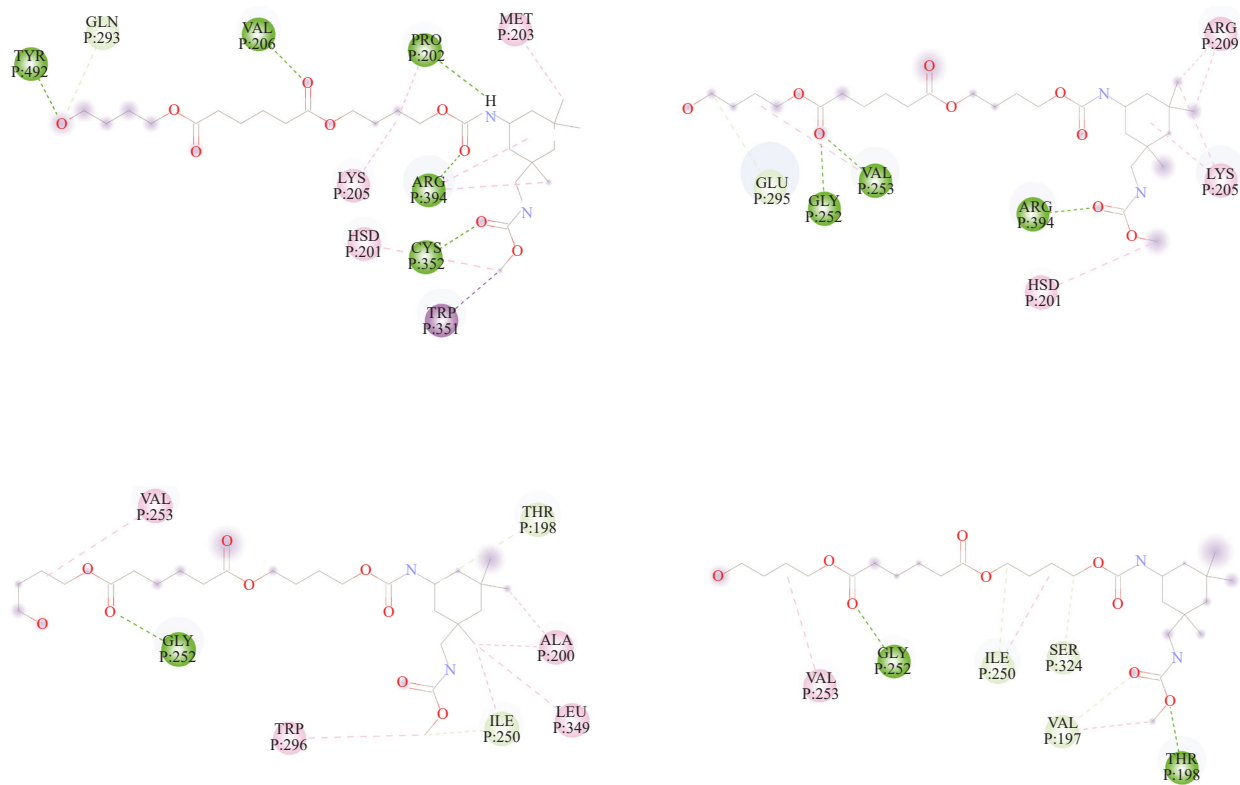 TYR
P:492
GLN
P:293
VAL
P:206
PRO
P:202
MET
P:203
O
O
O
O
O
O
O
H
N
LYS
P:205
ARG
P:394
HSD
P:201
CYS
P:352
TRP
P:351
O
N
O
ARG
P:209
O
O
O
O
O
O
O
N
GLU
P:295
GLY
P:252
VAL
P:253
ARG
P:394
LYS
P:205
O
N
O
HSD
P:201
VAL
P:253
THR
P:198
O
O
O
O
O
O
O
N
GLY
P:252
ALA
P:200
O
N
O
TRP
P:296
ILE
P:250
LEU
P:349
O
O
O
O
O
O
O
N
VAL
P:253
GLY
P:252
ILE
P:250
SER
P:324
O
N
O
VAL
P:197
THR
P:198